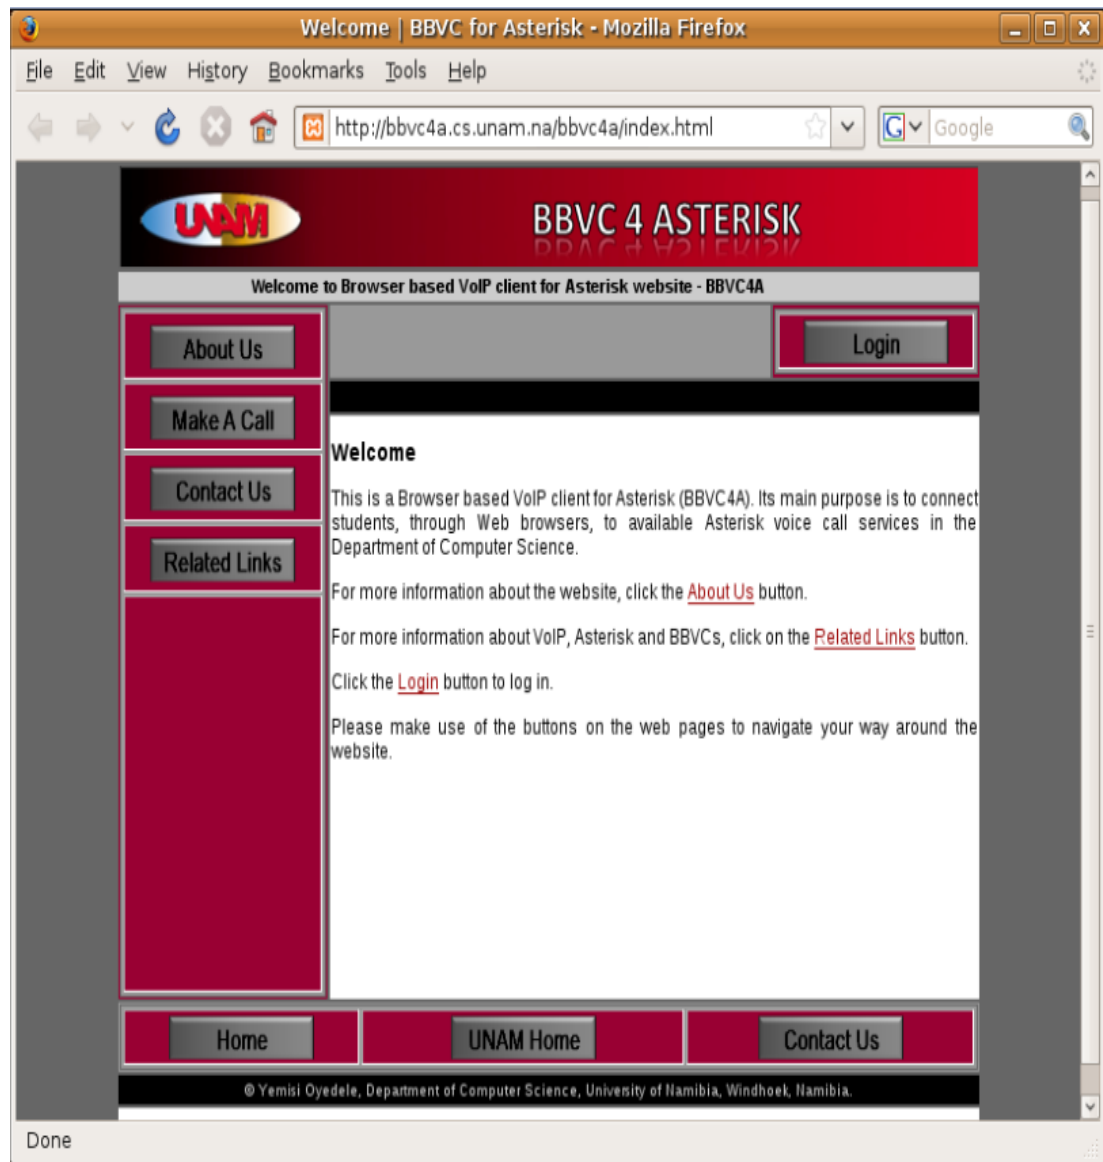 Welcome | BBVC for Asterisk - Mozilla Firefox
File Edit View History Bookmarks Tools Help
http://bbvc4a.cs.unam.na/bbvc4a/index.html
G Google
UNAM
BBVC 4 ASTERISK
Welcome to Browser based VoIP client for Asterisk website - BBVC4A
About Us
Login
Make A Call
Contact Us
Related Links
Welcome
This is a Browser based VoIP client for Asterisk (BBVC4A). Its main purpose is to connect
students, through Web browsers, to available Asterisk voice call services in the
Department of Computer Science.
For more information about the website, click the About Us button.
For more information about VoIP, Asterisk and BBVCs, click on the Related Links button.
Click the Login button to log in.
Please make use of the buttons on the web pages to navigate your way around the
website.
Home
UNAM Home
Contact Us
© Yemisi Oyedele, Department of Computer Science, University of Namibia, Windhoek, Namibia.
Done